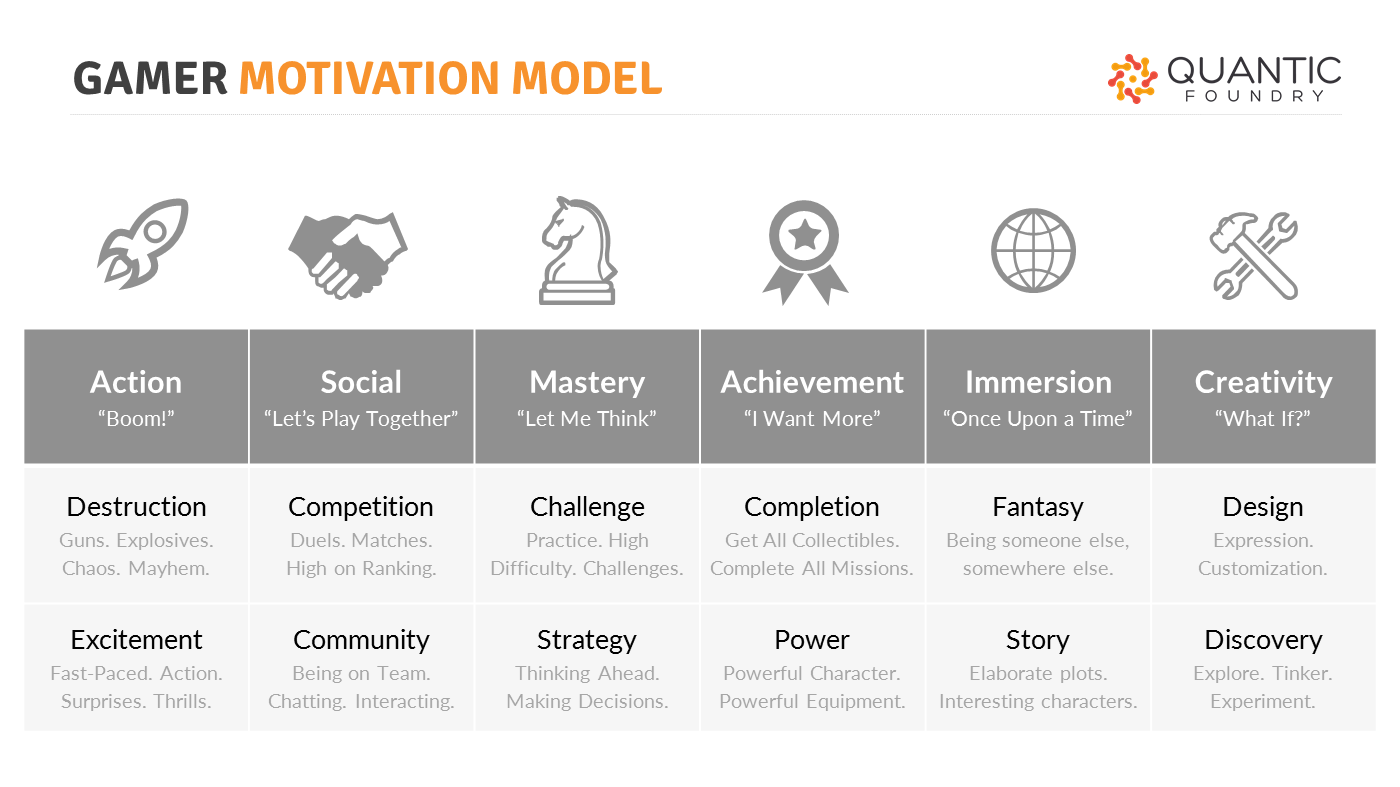 GAMER MOTIVATION MODEL
QUANTIC
FOUNDRY
Action
“Boom!”
Social
“Let’s Play Together”
Mastery
“Let Me Think”
Achievement
“I Want More”
Immersion
“Once Upon a Time”
Creativity
“What If?”
Destruction
Guns. Explosives.
Chaos. Mayhem.
Competition
Duels. Matches.
High on Ranking.
Challenge
Practice. High
Difficulty. Challenges.
Completion
Get All Collectibles.
Complete All Missions.
Fantasy
Being someone else,
somewhere else.
Design
Expression.
Customization.
Excitement
Fast-Paced. Action.
Surprises. Thrills.
Community
Being on Team.
Chatting. Interacting.
Strategy
Thinking Ahead.
Making Decisions.
Power
Powerful Character.
Powerful Equipment.
Story
Elaborate plots.
Interesting characters.
Discovery
Explore. Tinker.
Experiment.